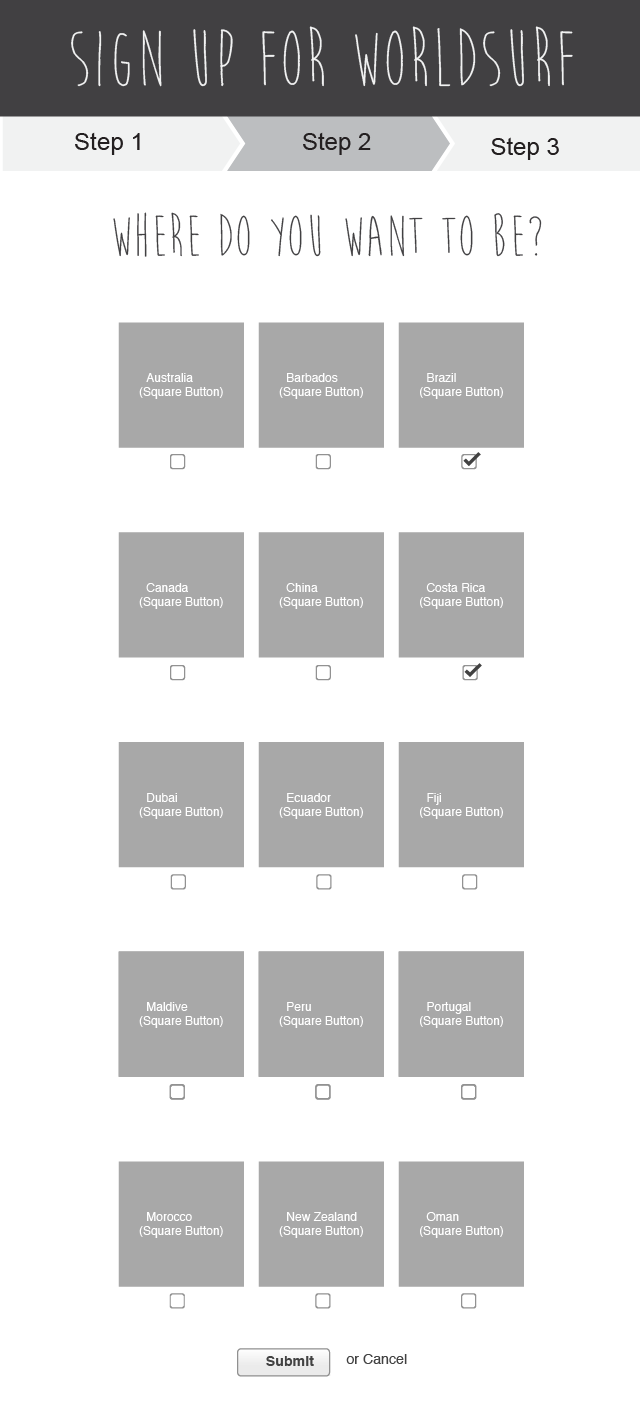 SIGN UP FOR WORLDSURF
Step 1
Step 2
Step 3
WHERE DO YOU WANT TO BE?
Australia
(Square Button)
Barbados
(Square Button)
Brazil
(Square Button)
Canada
(Square Button)
China
(Square Button)
Costa Rica
(Square Button)
Dubai
(Square Button)
Ecuador
(Square Button)
Fiji
(Square Button)
Maldive
(Square Button)
Peru
(Square Button)
Portugal
(Square Button)
Morocco
(Square Button)
New Zealand
(Square Button)
Oman
(Square Button)
Submit
or Cancel